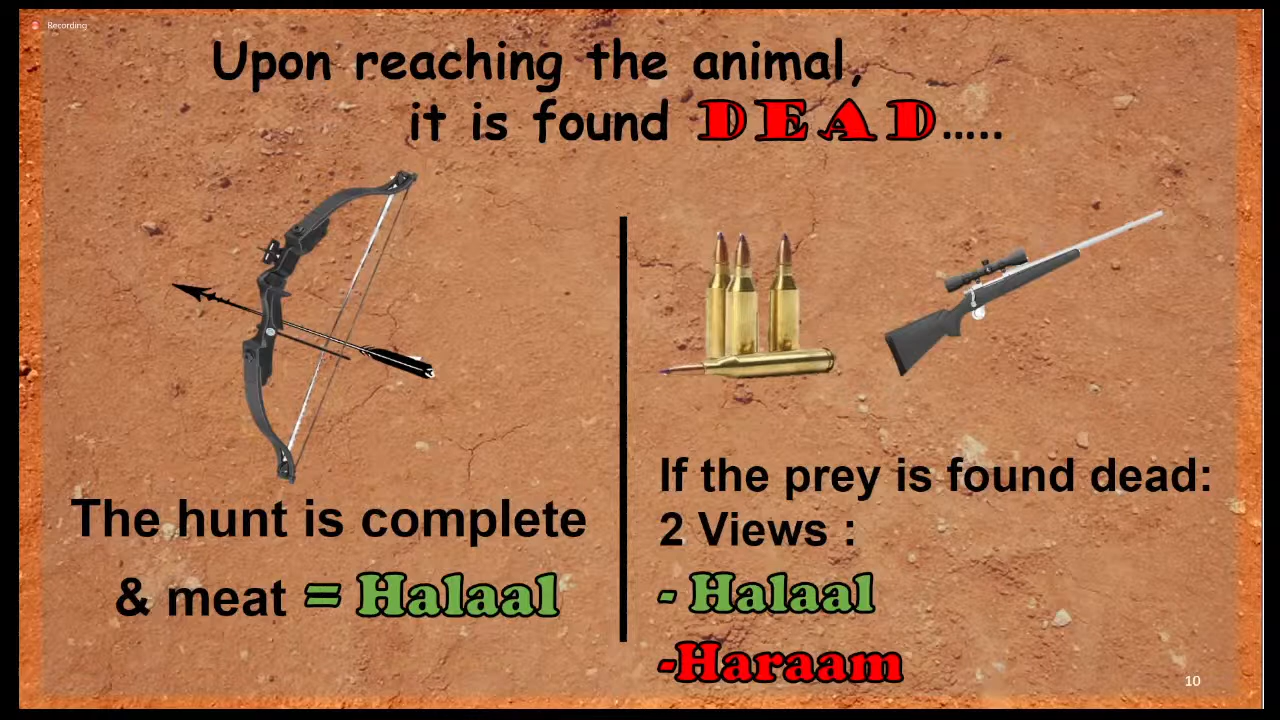 Recording
Upon reaching the animal,
it is found DEAD.....
The hunt is complete
& meat = Halaal
If the prey is found dead:
2 Views :
- Halaal
-Haraam
10